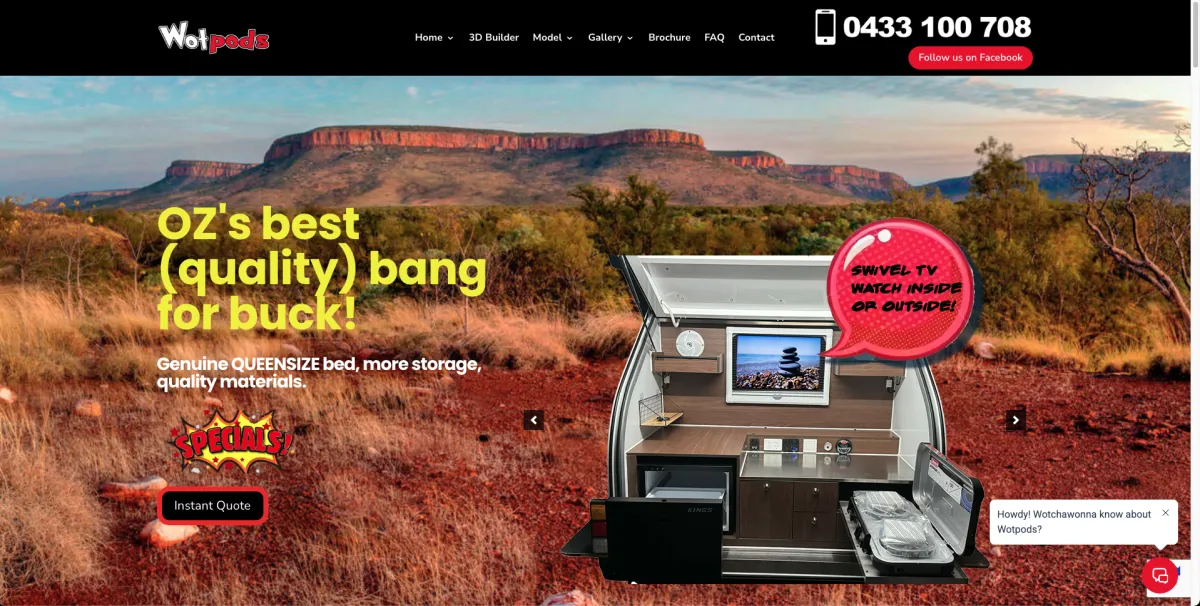 Wotpods
Home
3D Builder
Model
Gallery
Brochure
FAQ
Contact
0433 100 708
Follow us on Facebook
OZ's best
(quality) bang
for buck!
Genuine QUEENSIZE bed, more storage,
quality materials.
SPECIALS!
Instant Quote
SWIVEL TV
WATCH INSIDE
OR OUTSIDE!
KINGS
Howdy! Wotchawonna know about
Wotpods?